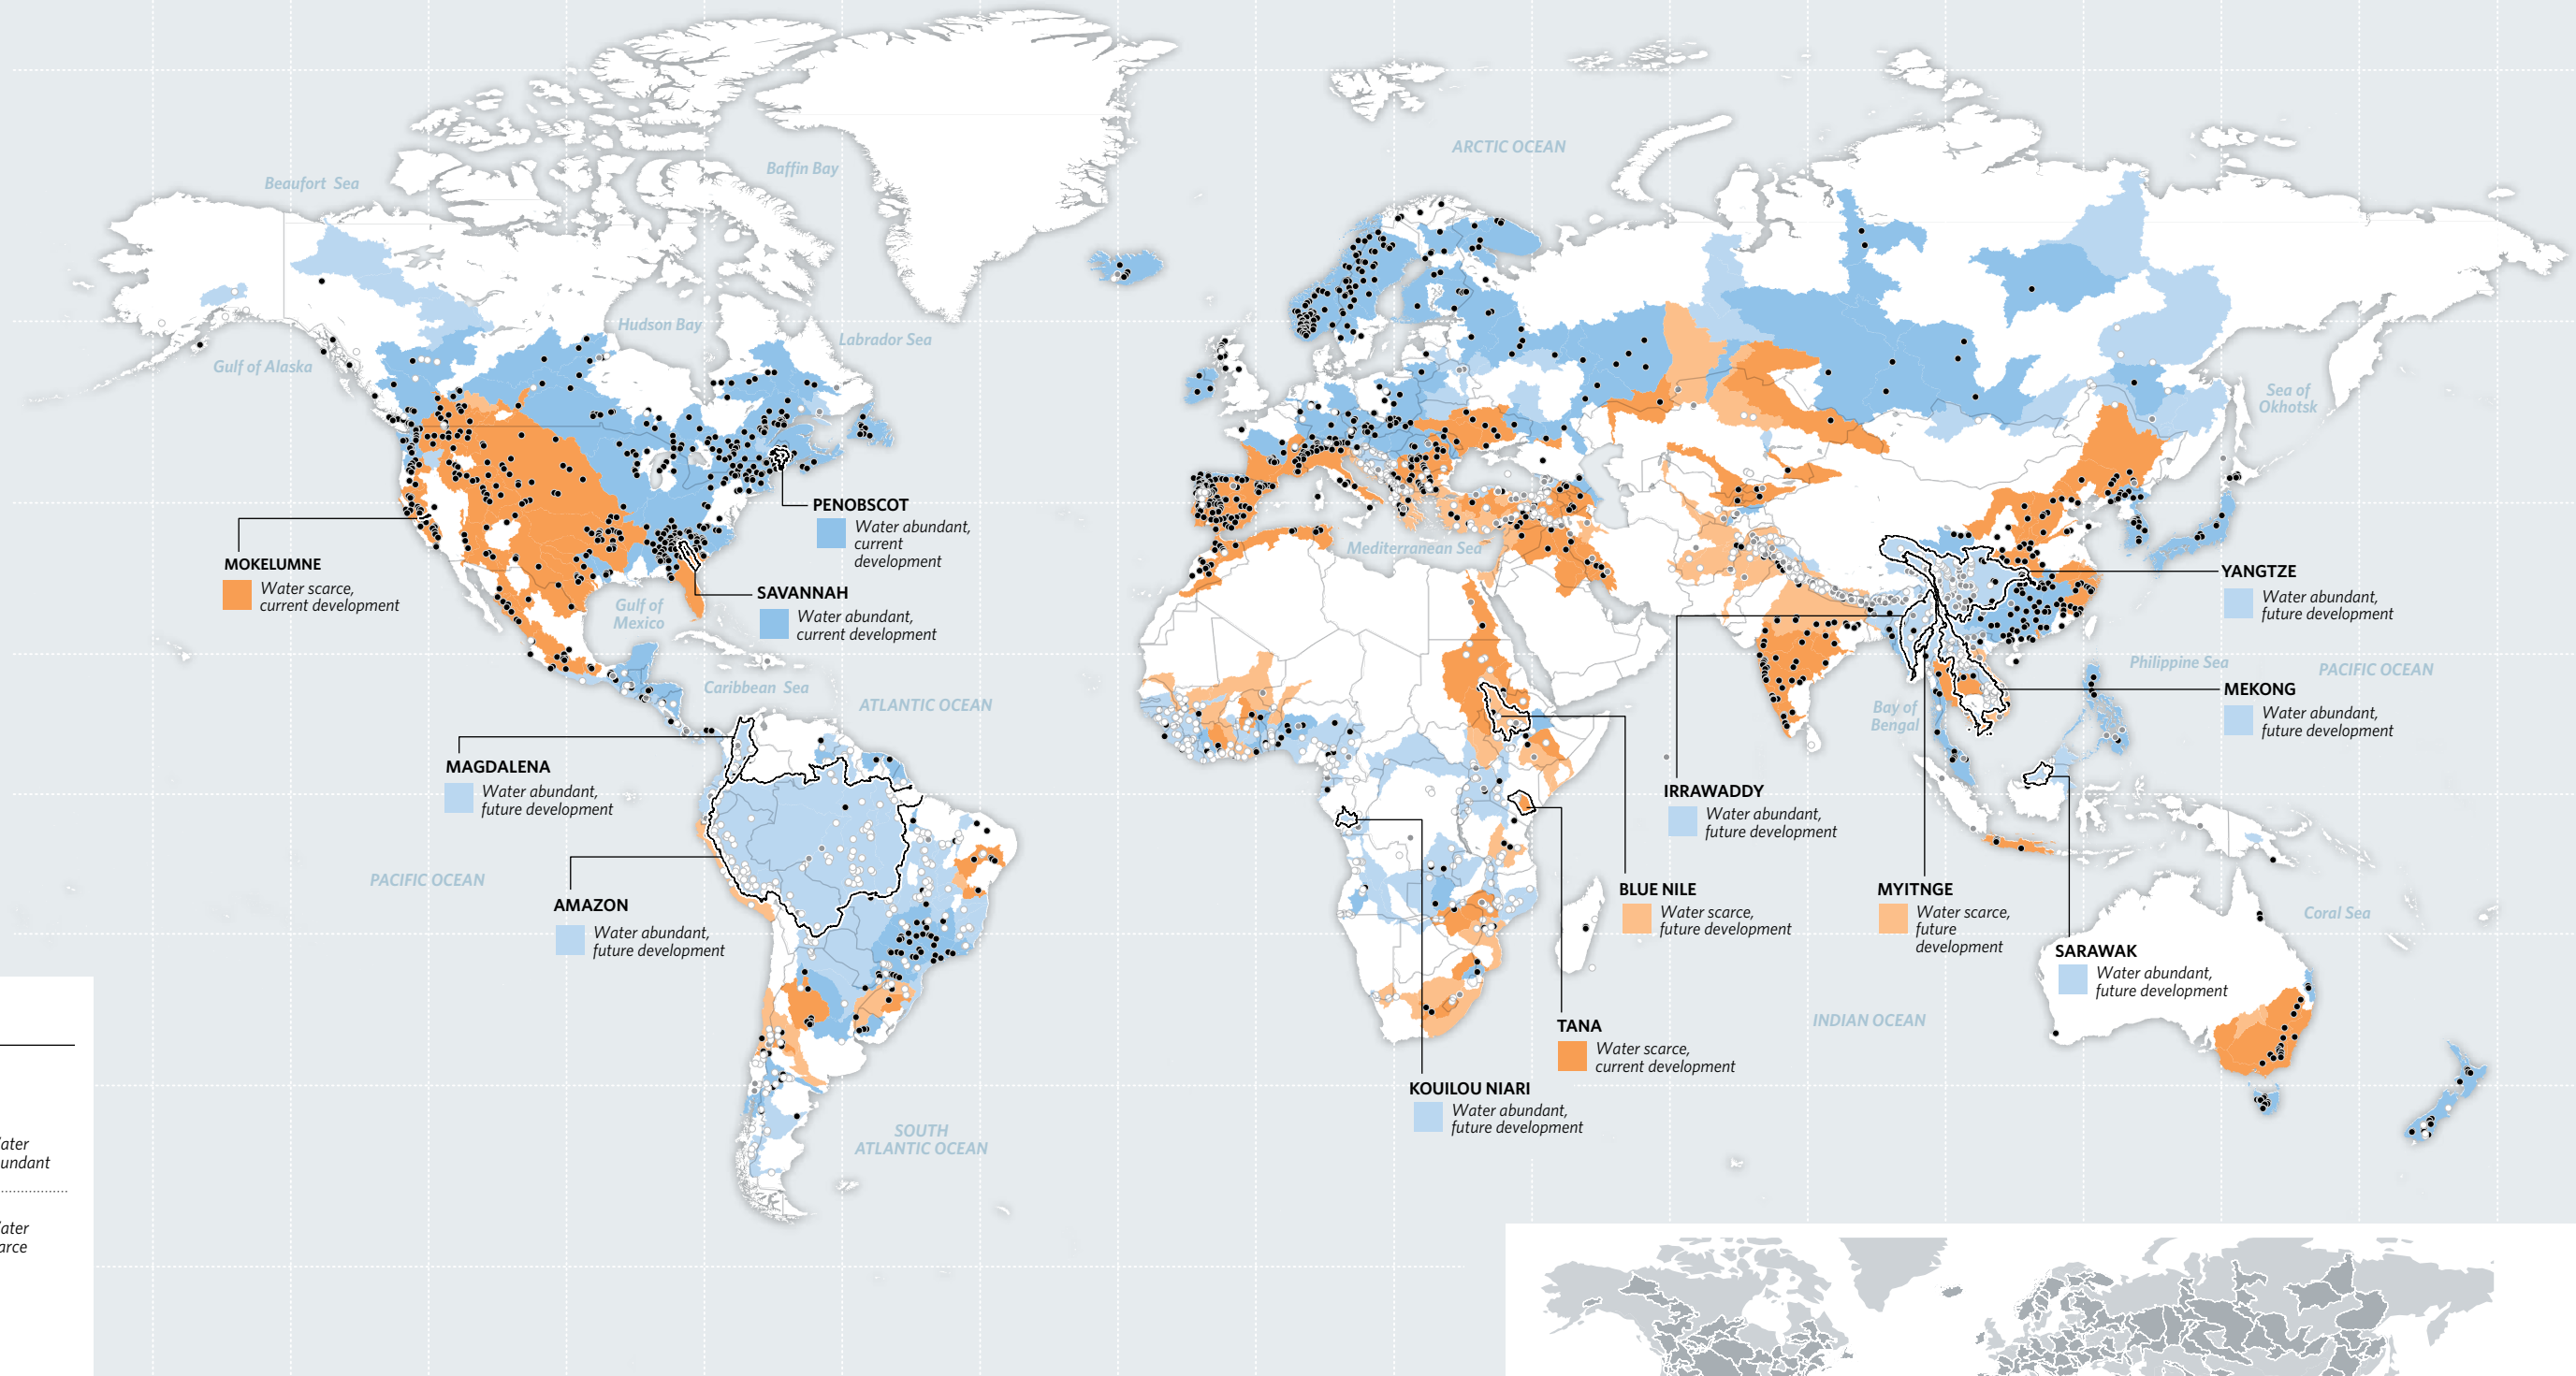 ARCTIC OCEAN
Baffin Bay
Beaufort Sea
Hudson Bay
Labrador Sea
Gulf of Alaska
Sea of
Okhotsk
PENOBSCOT
Water abundant,
current
development
Mediterranean Sea
MOKELUMNE
Water scarce,
current development
YANGTZE
Water abundant,
future development
SAVANNAH
Water abundant,
current development
Gulf of
Mexico
Philippine Sea
PACIFIC OCEAN
Caribbean Sea
ATLANTIC OCEAN
MEKONG
Water abundant,
future development
Bay of
Bengal
MAGDALENA
Water abundant,
future development
IRRAWADDY
Water abundant,
future development
PACIFIC OCEAN
AMAZON
Water abundant,
future development
BLUE NILE
Water scarce,
future development
MYITNGE
Water scarce,
future
development
Coral Sea
SARAWAK
Water abundant,
future development
INDIAN OCEAN
TANA
Water scarce,
current development
KOUILOU NIARI
Water abundant,
future development
SOUTH
ATLANTIC OCEAN
ater
undant
ater
arce